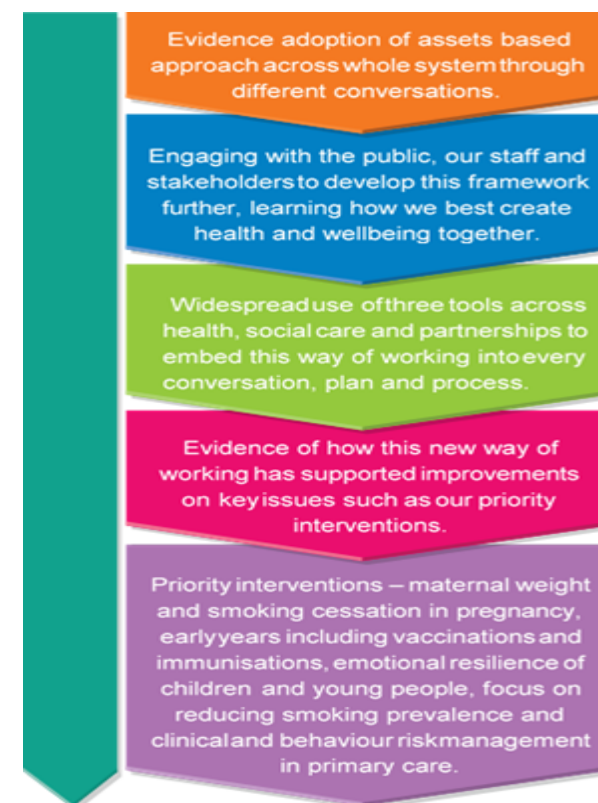 Evidence adoption of assets based
approach across whole system through
different conversations.
Engaging with the public, our staff and
stakeholders to develop this framework
further, learning how we best create
health and wellbeing together.
Widespread use of three tools across
health, social care and partnerships to
embed this way of working into every
conversation, plan and process.
Evidence of how this new way of
working has supported improvements
on key issues such as our priority
interventions.
Priority interventions – maternal weight
and smoking cessation in pregnancy,
early years including vaccinations and
immunisations, emotional resilience of
children and young people, focus on
reducing smoking prevalence and
clinical and behaviour risk management
in primary care.